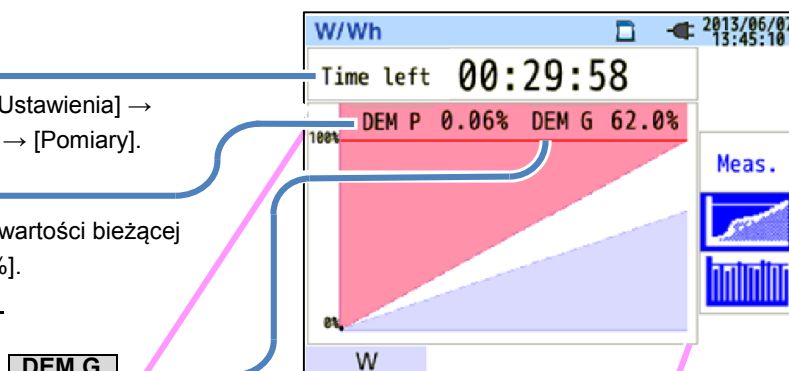 W/Wh
2013/06/07
13:45:10
Time left 00:29:58
Ustawienia] →
→ [Pomiary].
DEM P 0.06% DEM G 62.0%
100%
Meas.
wartości bieżącej
%].
0%
W
DEM G